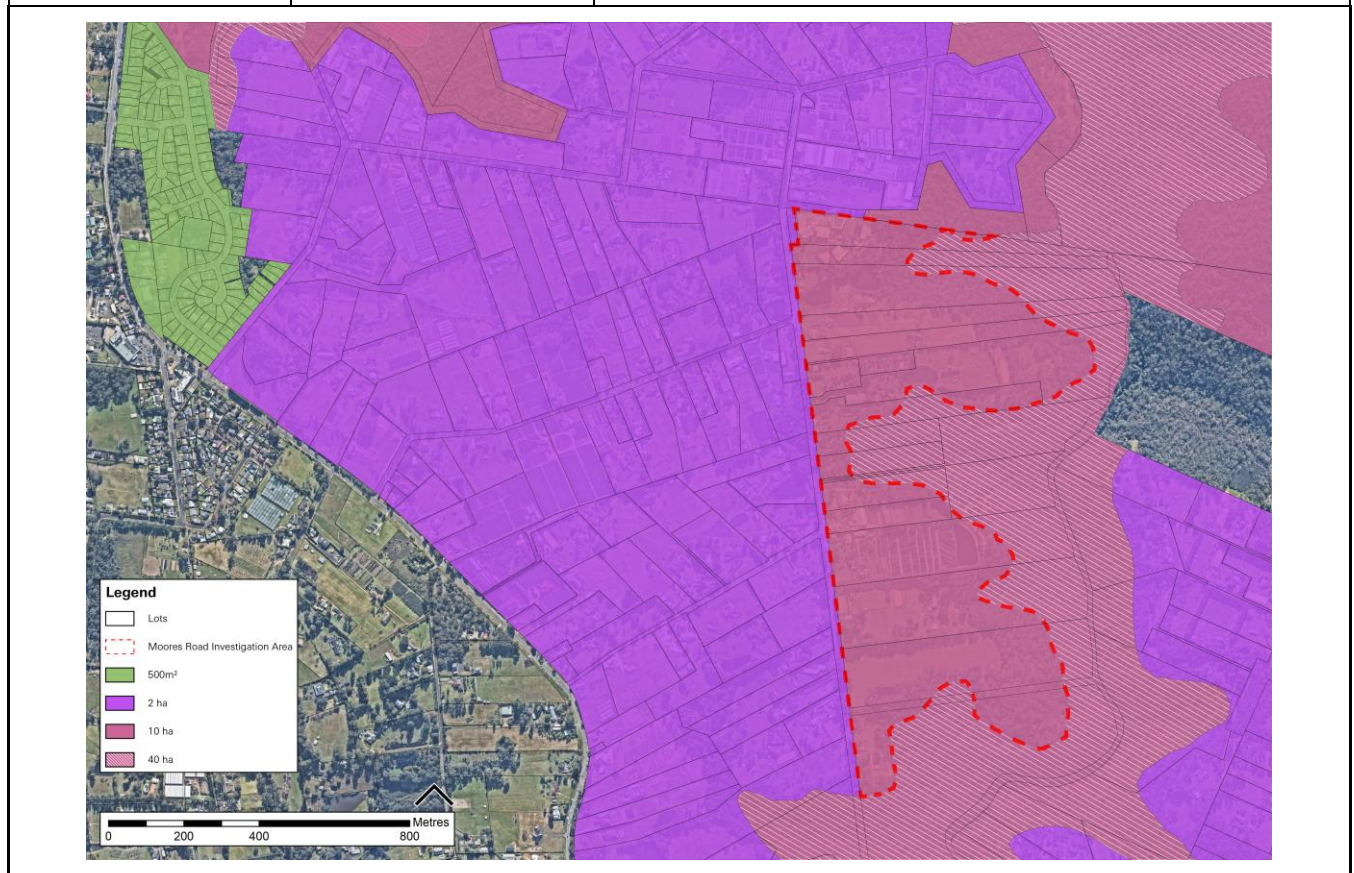 Legend
Lots
Moores Road Investigation Area
500m²
2 ha
10 ha
40 ha
Metres
0 200 400 800